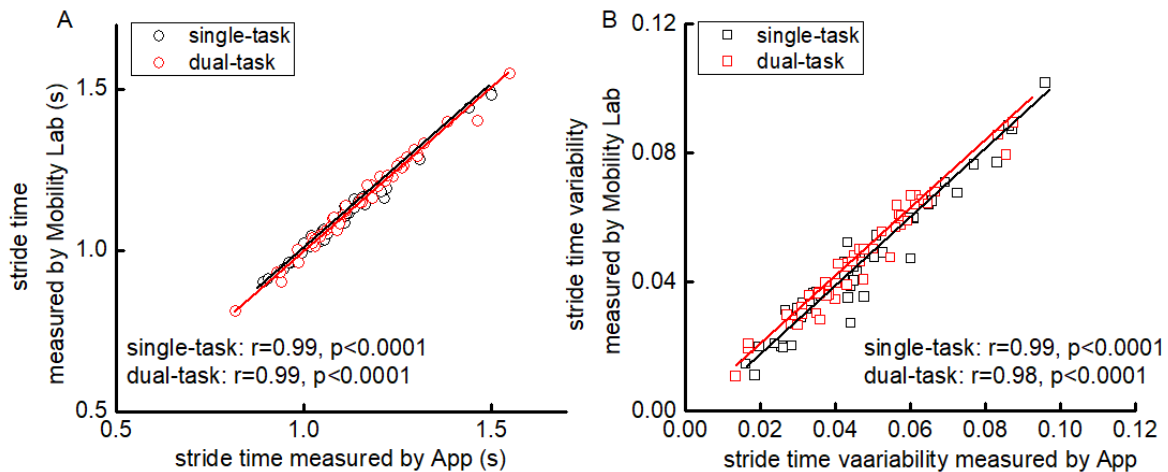 A
single-task
dual-task
stride time
measured by Mobility Lab (s)
1.5
1.0
0.5
single-task: r=0.99, p<0.0001
dual-task: r=0.99, p<0.0001
0.5
1.0
1.5
stride time measured by App (s)
B
single-task
dual-task
stride time variability
measured by Mobility Lab
0.12
0.08
0.04
0.00
single-task: r=0.99, p<0.0001
dual-task: r=0.98, p<0.0001
0.00
0.02
0.04
0.06
0.08
0.10
0.12
stride time vaariability measured by App